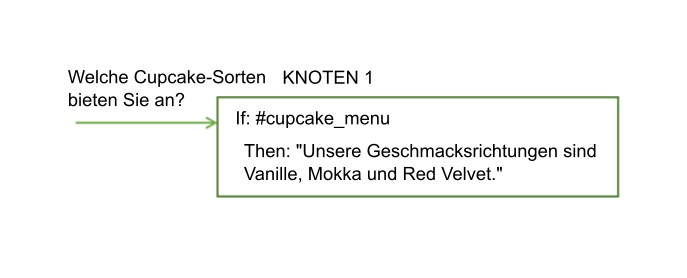 Welche Cupcake-Sorten KNOTEN 1
bieten Sie an?
If: #cupcake_menu
Then: "Unsere Geschmacksrichtungen sind
Vanille, Mokka und Red Velvet."